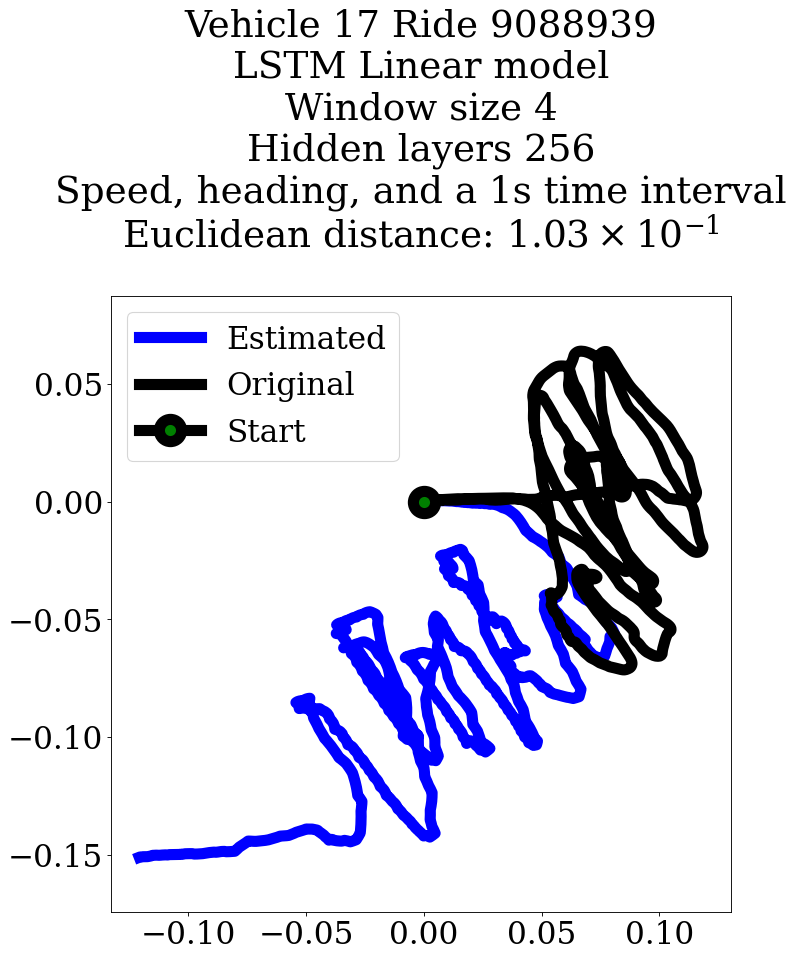 Vehicle 17 Ride 9088939
LSTM Linear model
Window size 4
Hidden layers 256
Speed, heading, and a 1s time interval
Euclidean distance: 1.03 × 10⁻¹
Estimated
Original
Start
0.05
0.00
−0.05
−0.10
−0.15
−0.10 −0.05 0.00 0.05 0.10